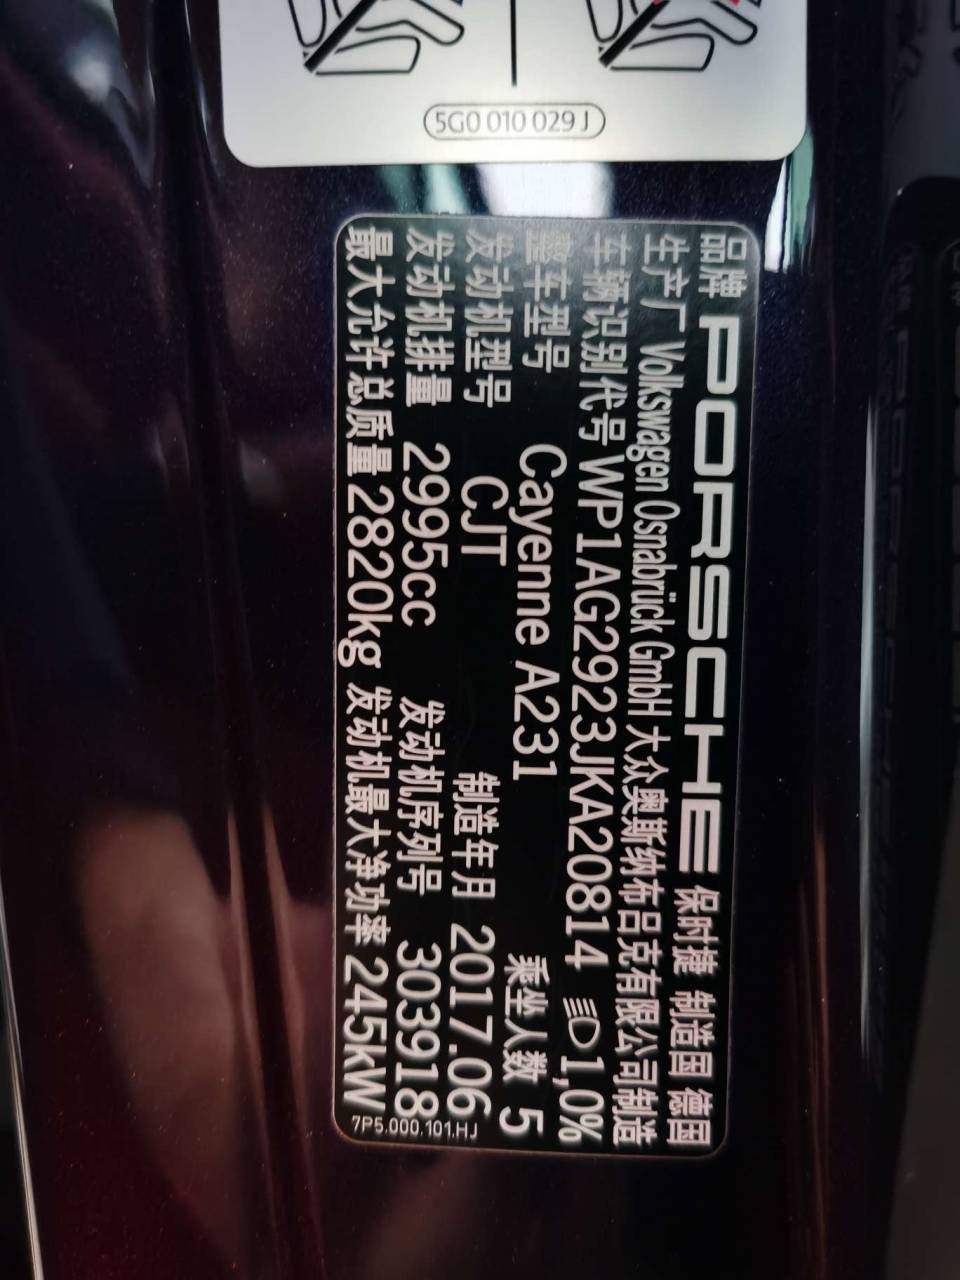 5G0 010 029 J
品牌 PORSCHE 保时捷 制造国 德国
生产厂 Volkswagen Osnabrück GmbH 大众奥斯纳布吕克有限公司制造
车辆识别代号 WP1AG2923JKA20814 1,0%
整车型号 Cayenne A231 乘坐人数 5
发动机型号 CJT 制造年月 2017.06
发动机排量 2995cc 发动机序列号 303918
最大允许总质量 2820kg 发动机最大净功率 245kW
7P5.000.101.HJ